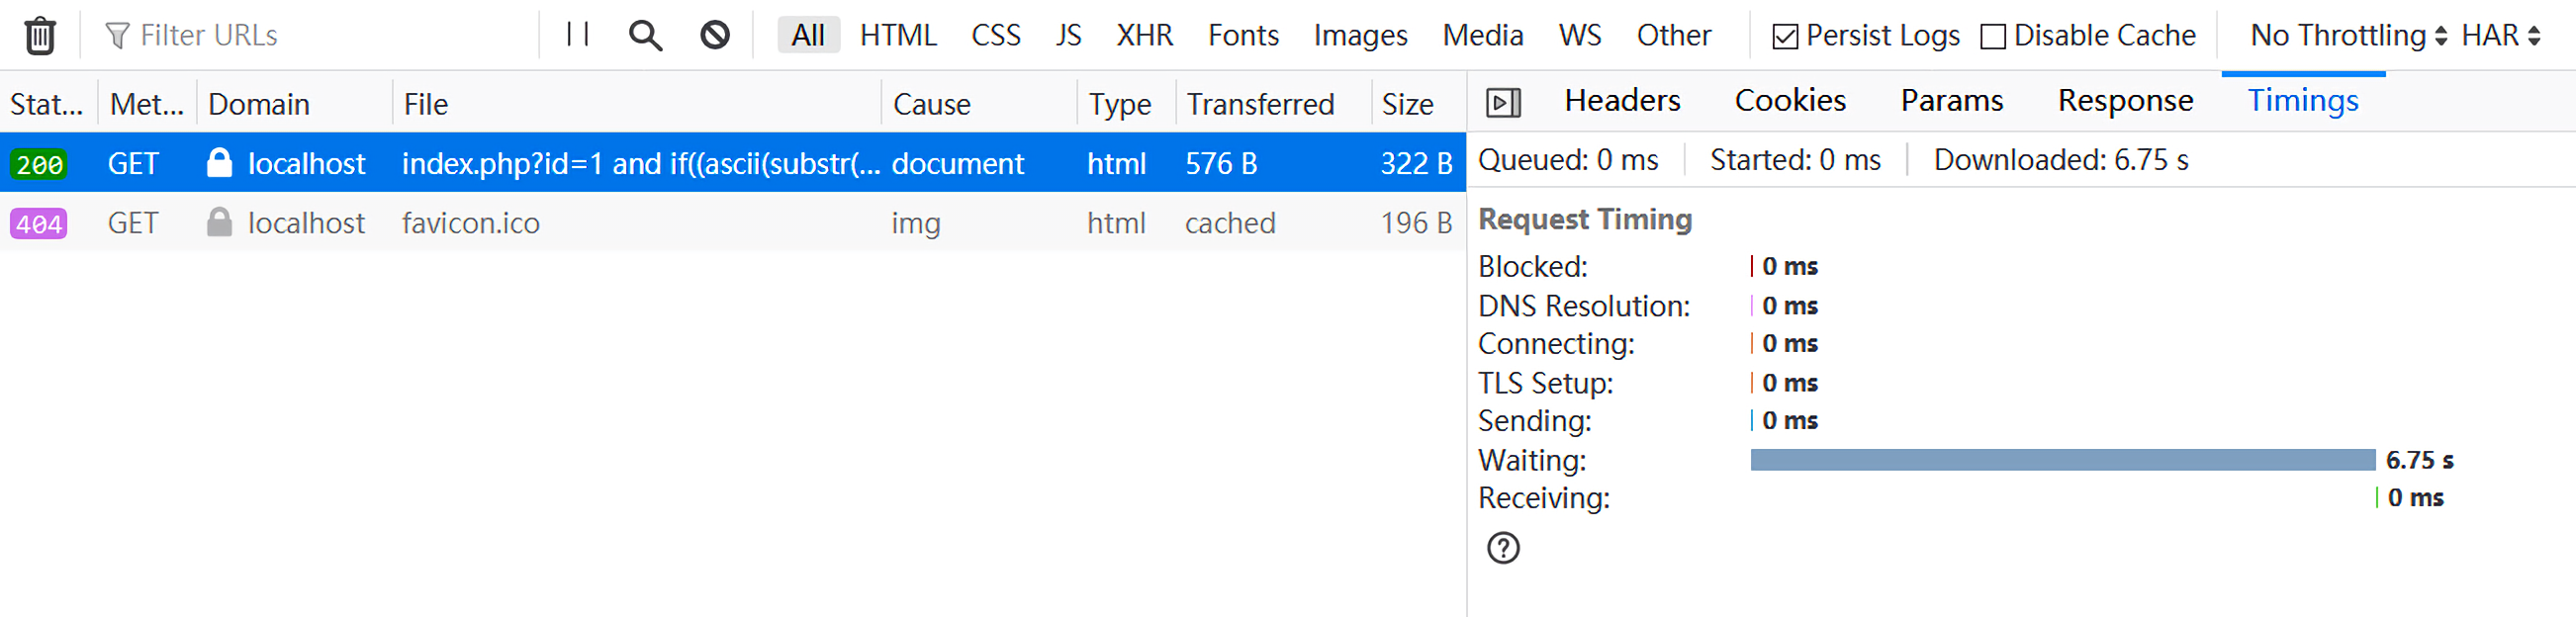 Filter URLs All HTML CSS JS XHR Fonts Images Media WS Other Persist Logs Disable Cache No Throttling HAR
Stat... Met... Domain File Cause Type Transferred Size
200 GET localhost index.php?id=1 and if((ascii(substr(... document html 576 B 322 B
404 GET localhost favicon.ico img html cached 196 B
Headers Cookies Params Response Timings
Queued: 0 ms Started: 0 ms Downloaded: 6.75 s
Request Timing
Blocked: 0 ms
DNS Resolution: 0 ms
Connecting: 0 ms
TLS Setup: 0 ms
Sending: 0 ms
Waiting: 6.75 s
Receiving: 0 ms